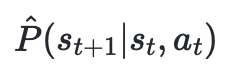 P̂(s_{t+1}|s_t, a_t)